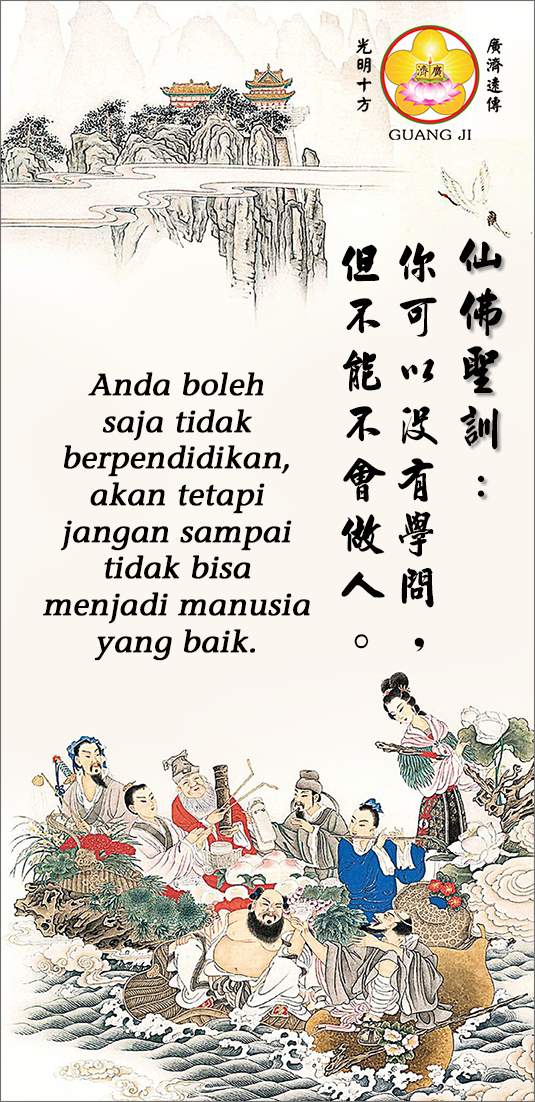 光明十方
廣濟
廣濟遠傳
GUANG JI
仙佛聖訓：
你可以没有學問，
但不能不會做人。
Anda boleh
saja tidak
berpendidikan,
akan tetapi
jangan sampai
tidak bisa
menjadi manusia
yang baik.